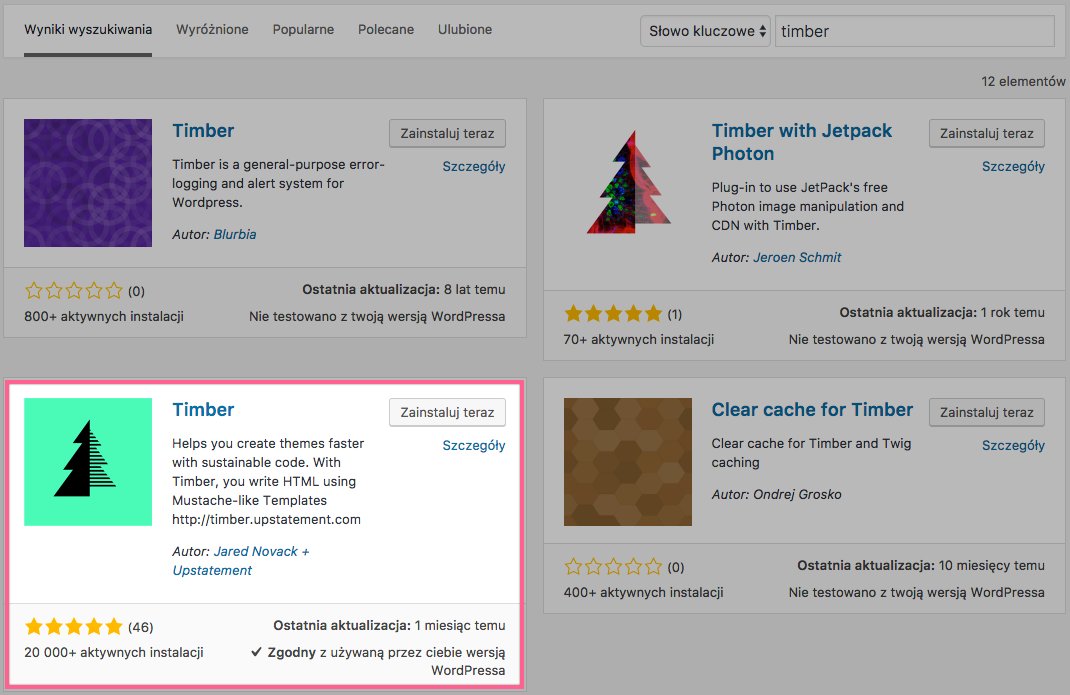 Wyniki wyszukiwania Wyróżnione Popularne Polecane Ulubione Słowo kluczowe timber
12 elementów
Timber
Zainstaluj teraz
Szczegóły
Timber is a general-purpose error-
logging and alert system for
Wordpress.
Autor: Blurbia
(0)
Ostatnia aktualizacja: 8 lat temu
800+ aktywnych instalacji
Nie testowano z twoją wersją WordPressa
Timber with Jetpack
Photon
Zainstaluj teraz
Szczegóły
Plug-in to use JetPack's free
Photon image manipulation and
CDN with Timber.
Autor: Jeroen Schmit
(1)
Ostatnia aktualizacja: 1 rok temu
70+ aktywnych instalacji
Nie testowano z twoją wersją WordPressa
Timber
Zainstaluj teraz
Szczegóły
Helps you create themes faster
with sustainable code. With
Timber, you write HTML using
Mustache-like Templates
http://timber.upstatement.com
Autor: Jared Novack +
Upstatement
(46)
Ostatnia aktualizacja: 1 miesiąc temu
20 000+ aktywnych instalacji
✓ Zgodny z używaną przez ciebie wersją
WordPressa
Clear cache for Timber
Zainstaluj teraz
Szczegóły
Clear cache for Timber and Twig
caching
Autor: Ondrej Grosko
(0)
Ostatnia aktualizacja: 10 miesięcy temu
400+ aktywnych instalacji
Nie testowano z twoją wersją WordPressa